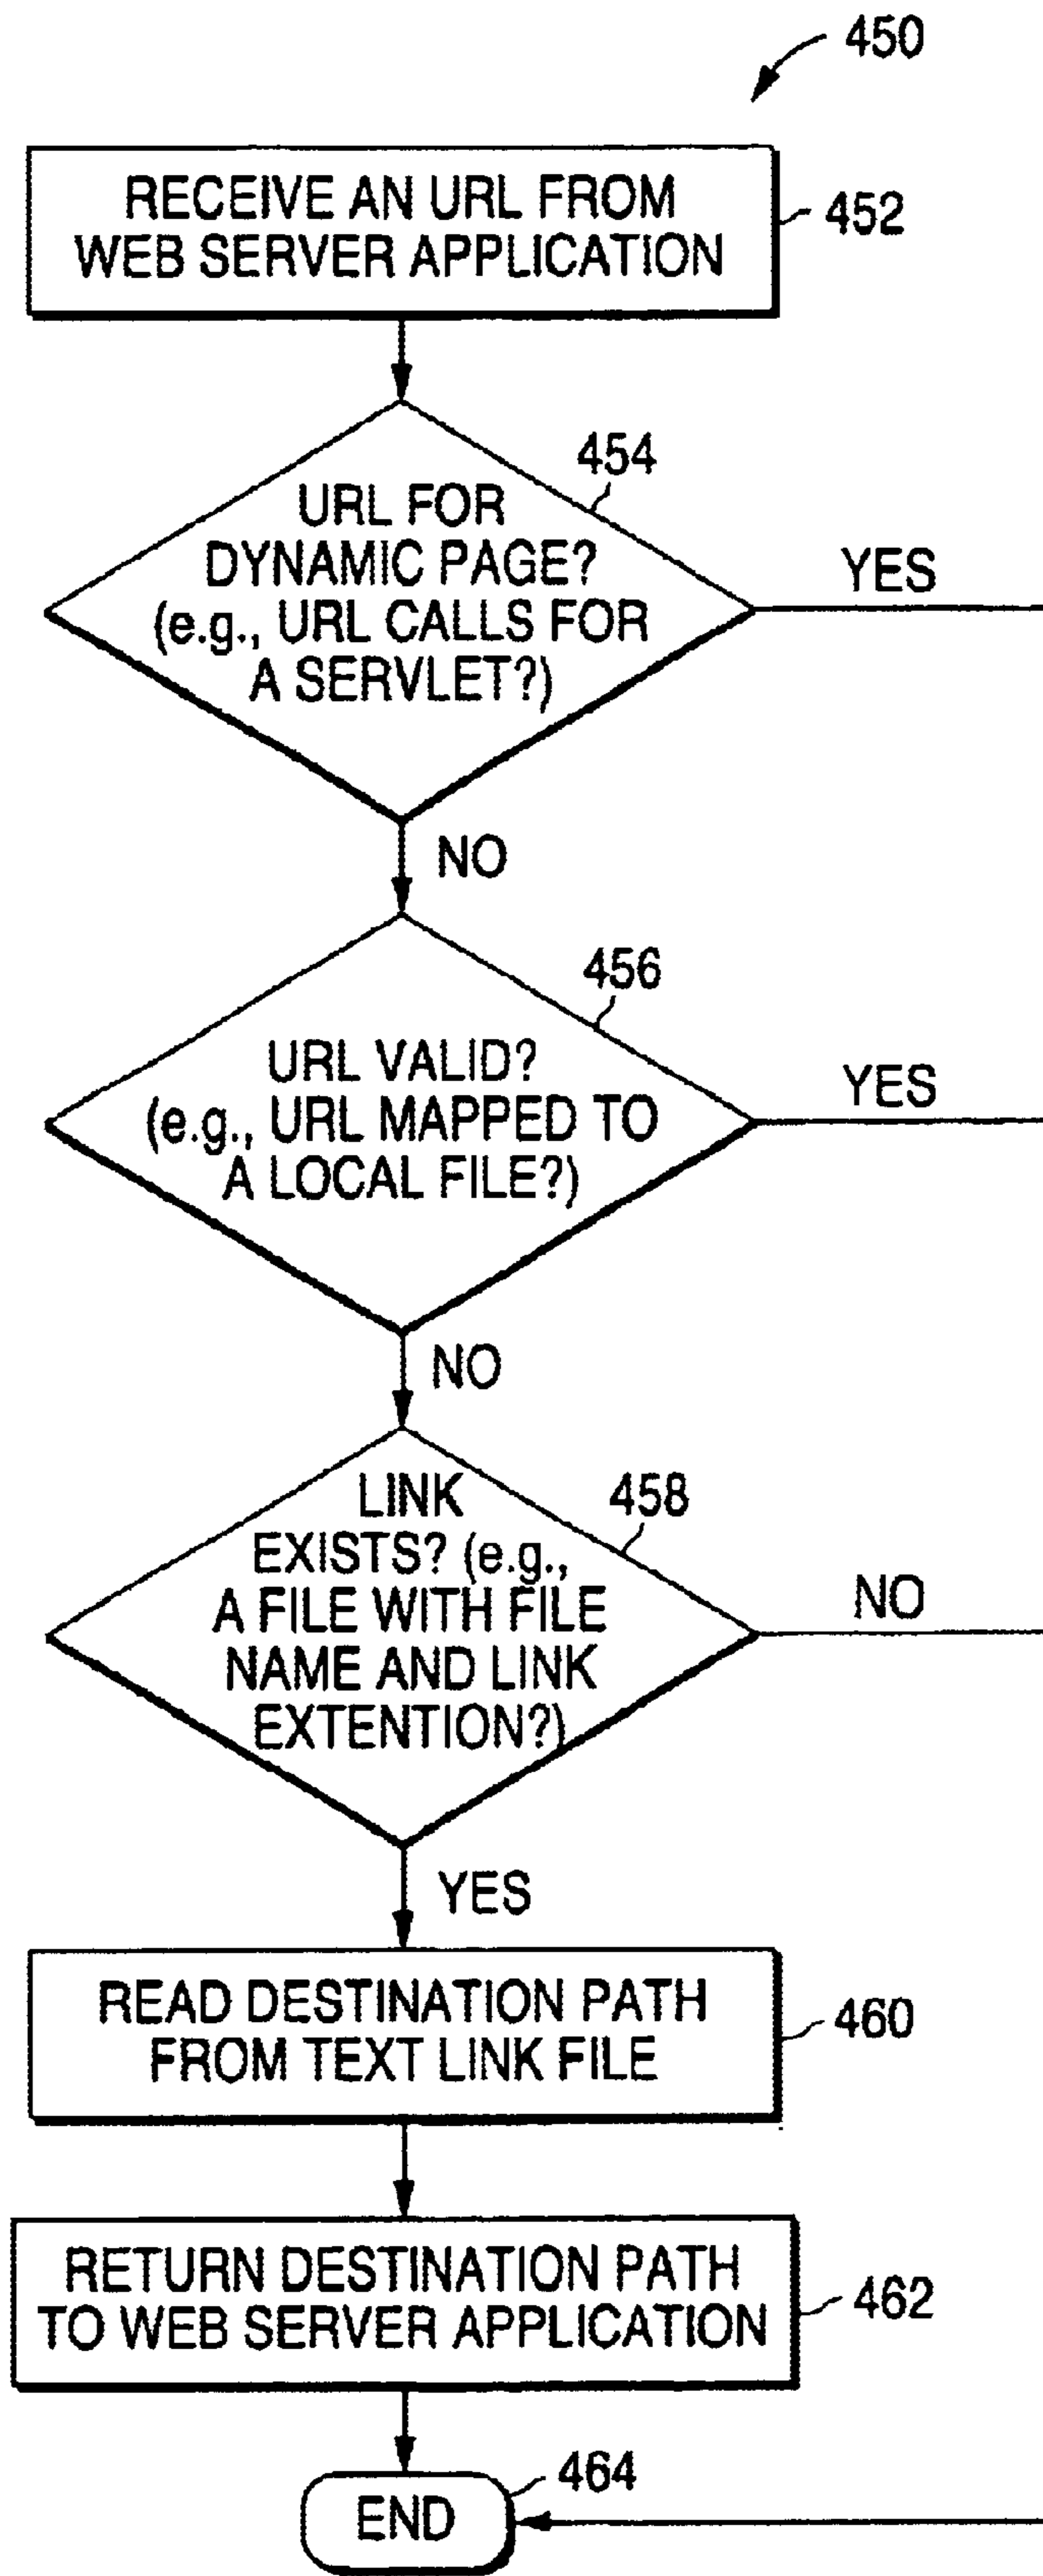 450
RECEIVE AN URL FROM
WEB SERVER APPLICATION
452
454
URL FOR
DYNAMIC PAGE?
(e.g., URL CALLS FOR
A SERVLET?)
YES
NO
456
URL VALID?
(e.g., URL MAPPED TO
A LOCAL FILE?)
YES
NO
458
LINK
EXISTS? (e.g.,
A FILE WITH FILE
NAME AND LINK
EXTENTION?)
NO
YES
READ DESTINATION PATH
FROM TEXT LINK FILE
460
RETURN DESTINATION PATH
TO WEB SERVER APPLICATION
462
464
END